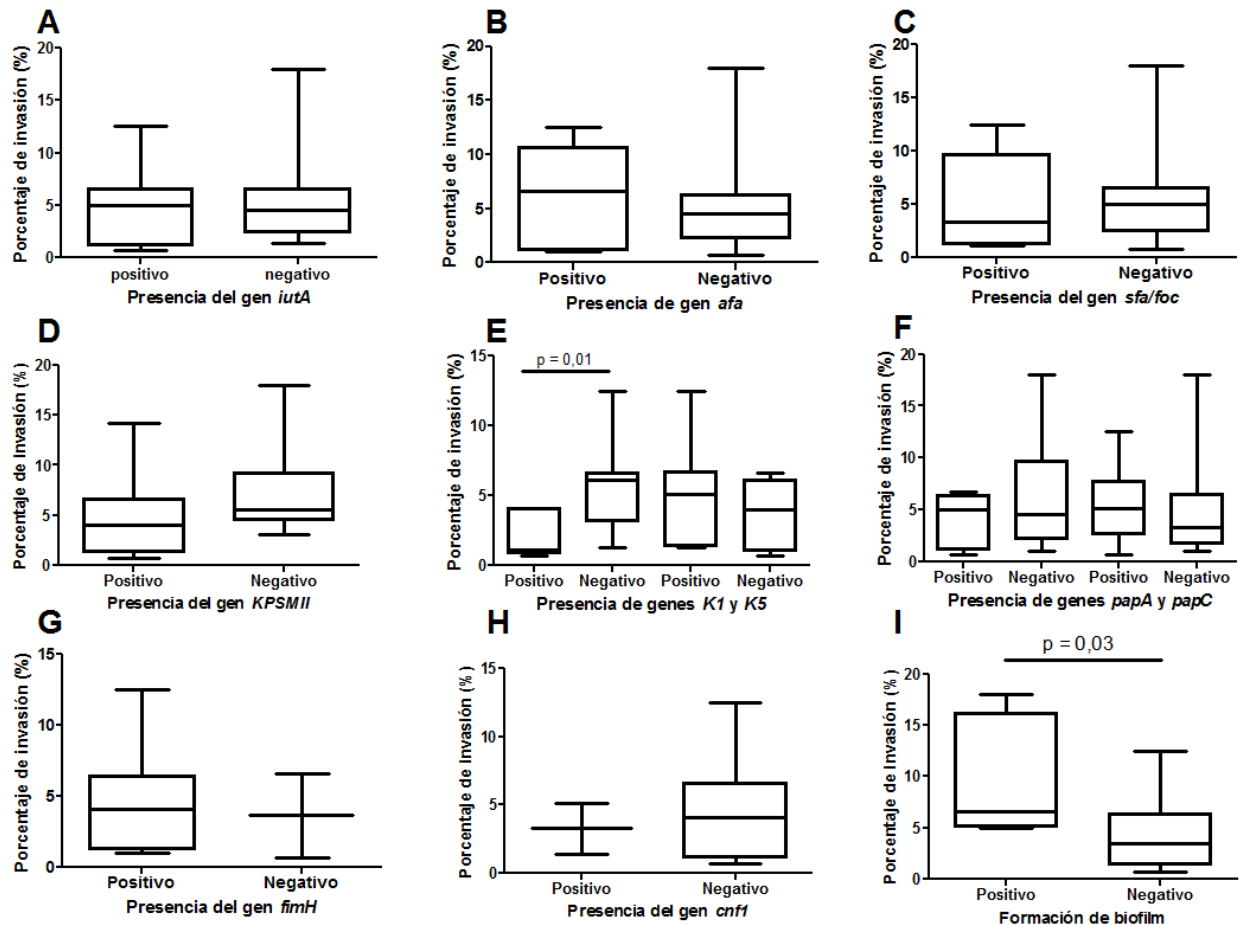 A
Porcentaje de invasión (%)
20
15
10
5
0
positivo negativo
Presencia del gen iutA
B
Porcentaje de invasión (%)
20
15
10
5
0
Positivo Negativo
Presencia de gen afa
C
Porcentaje de invasión (%)
20
15
10
5
0
Positivo Negativo
Presencia del gen sfa/foc
D
Porcentaje de Invasión (%)
20
15
10
5
0
Positivo Negativo
Presencia del gen KPSMII
E
Porcentaje de invasión (%)
15
10
5
0
p = 0,01
Positivo Negativo Positivo Negativo
Presencia de genes K1 y K5
F
Porcentaje de invasión (%)
20
15
10
5
0
Positivo Negativo Positivo Negativo
Presencia de genes papA y papC
G
Porcentaje de invasión (%)
15
10
5
0
Positivo Negativo
Presencia del gen fimH
H
Porcentaje de invasión (%)
15
10
5
0
Positivo Negativo
Presencia del gen cnf1
I
p = 0,03
Porcentaje de Invasión (%)
20
15
10
5
0
Positivo Negativo
Formación de biofilm